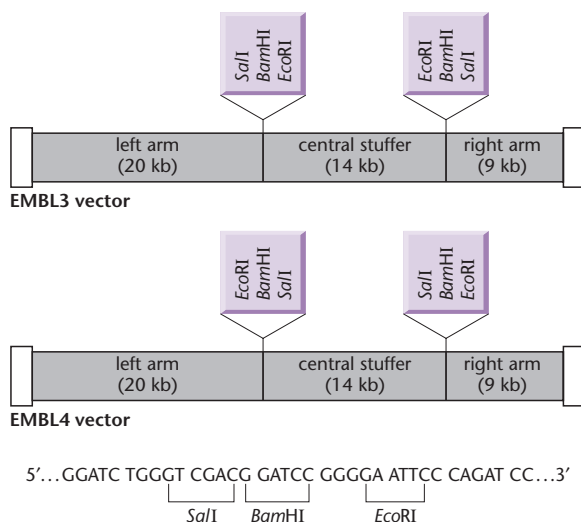 SalI
BamHI
EcoRI
EcoRI
BamHI
SalI
left arm
(20 kb)
central stuffer
(14 kb)
right arm
(9 kb)
EMBL3 vector
EcoRI
BamHI
SalI
SalI
BamHI
EcoRI
left arm
(20 kb)
central stuffer
(14 kb)
right arm
(9 kb)
EMBL4 vector
5′…GGATC TGGGT CGACG GATCC GGGGA ATTCC CAGAT CC…3′
SalI BamHI EcoRI